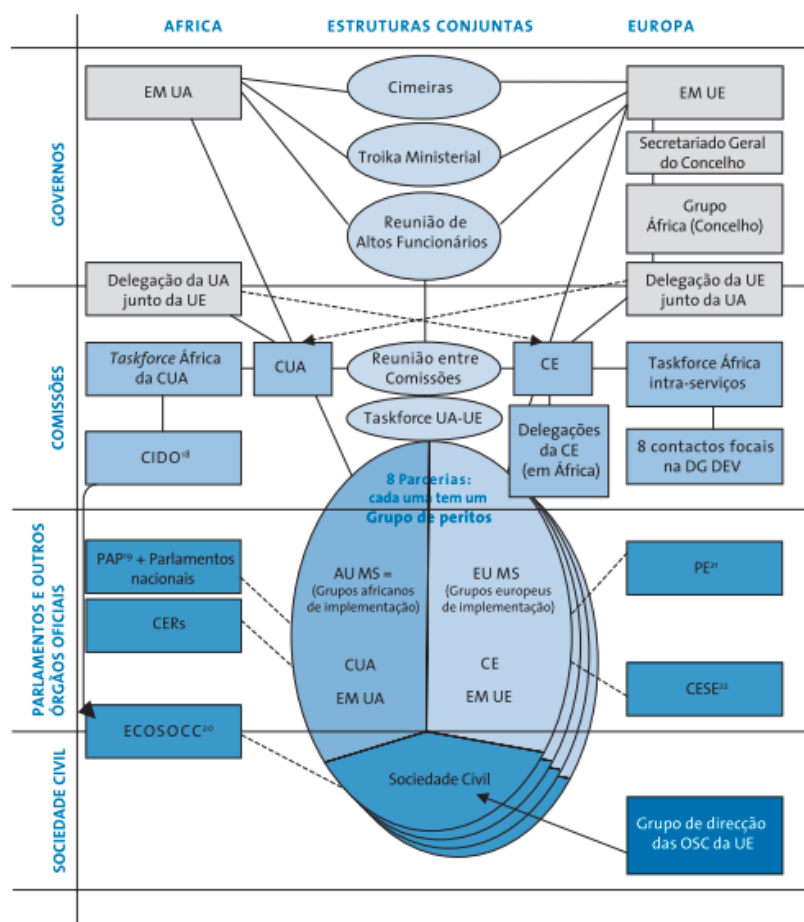 AFRICA
ESTRUTURAS CONJUNTAS
EUROPA
GOVERNOS
EM UA
Cimeiras
EM UE
Troika Ministerial
Secretariado Geral
do Concelho
Reunião de
Altos Funcionários
Grupo
África (Concelho)
Delegação da UA
junto da UE
Delegação da UE
junto da UA
COMISSÕES
Taskforce África
da CUA
CUA
Reunião entre
Comissões
CE
Taskforce África
intra-serviços
Taskforce UA-UE
CIDO¹⁸
Delegações
da CE
(em África)
8 contactos focais
na DG DEV
8 Parcerias:
cada uma tem um
Grupo de peritos
PARLAMENTOS E OUTROS
ÓRGÃOS OFICIAIS
PAP¹⁹ + Parlamentos
nacionais
AU MS =
(Grupos africanos
de implementação)
EU MS
(Grupos europeus
de implementação)
PE²¹
CERs
CUA
EM UA
CE
EM UE
CESE²²
ECOSOCC²⁰
SOCIEDADE CIVIL
Sociedade Civil
Grupo de direcção
das OSC da UE